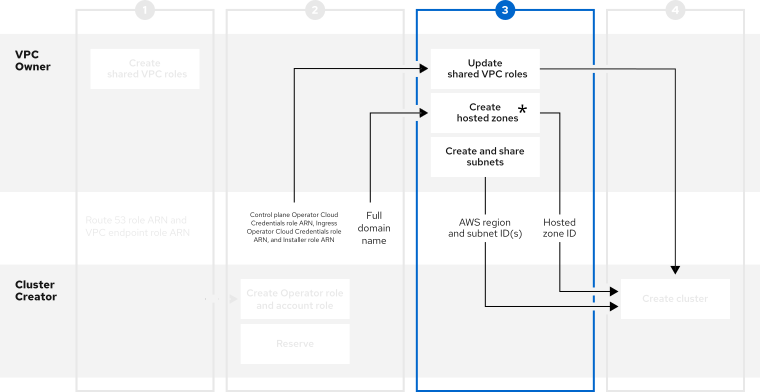 1
2
3
4
VPC
Owner
Create
shared VPC roles
Update
shared VPC roles
Create
hosted zones*
Create and share
subnets
Route 53 role ARN and
VPC endpoint role ARN
Control plane Operator Cloud
Credentials role ARN, Ingress
Operator Cloud Credentials role
ARN, and Installer role ARN
Full
domain
name
AWS region
and subnet ID(s)
Hosted
zone ID
Cluster
Creator
Create Operator role
and account role
Reserve
Create cluster